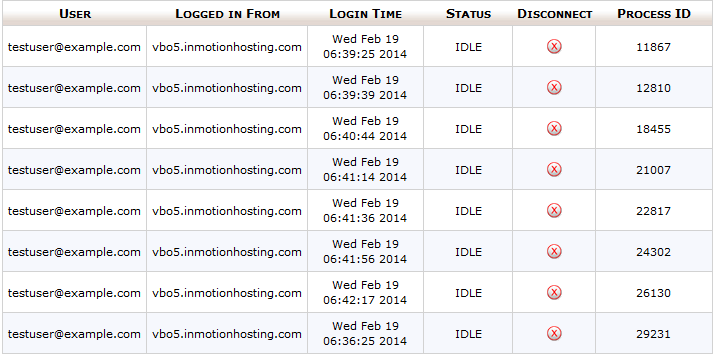 User Logged in From Login Time Status Disconnect Process ID
testuser@example.com vbo5.inmotionhosting.com Wed Feb 19 06:39:25 2014 IDLE X 11867
testuser@example.com vbo5.inmotionhosting.com Wed Feb 19 06:39:39 2014 IDLE X 12810
testuser@example.com vbo5.inmotionhosting.com Wed Feb 19 06:40:44 2014 IDLE X 18455
testuser@example.com vbo5.inmotionhosting.com Wed Feb 19 06:41:14 2014 IDLE X 21007
testuser@example.com vbo5.inmotionhosting.com Wed Feb 19 06:41:36 2014 IDLE X 22817
testuser@example.com vbo5.inmotionhosting.com Wed Feb 19 06:41:56 2014 IDLE X 24302
testuser@example.com vbo5.inmotionhosting.com Wed Feb 19 06:42:17 2014 IDLE X 26130
testuser@example.com vbo5.inmotionhosting.com Wed Feb 19 06:36:25 2014 IDLE X 29231